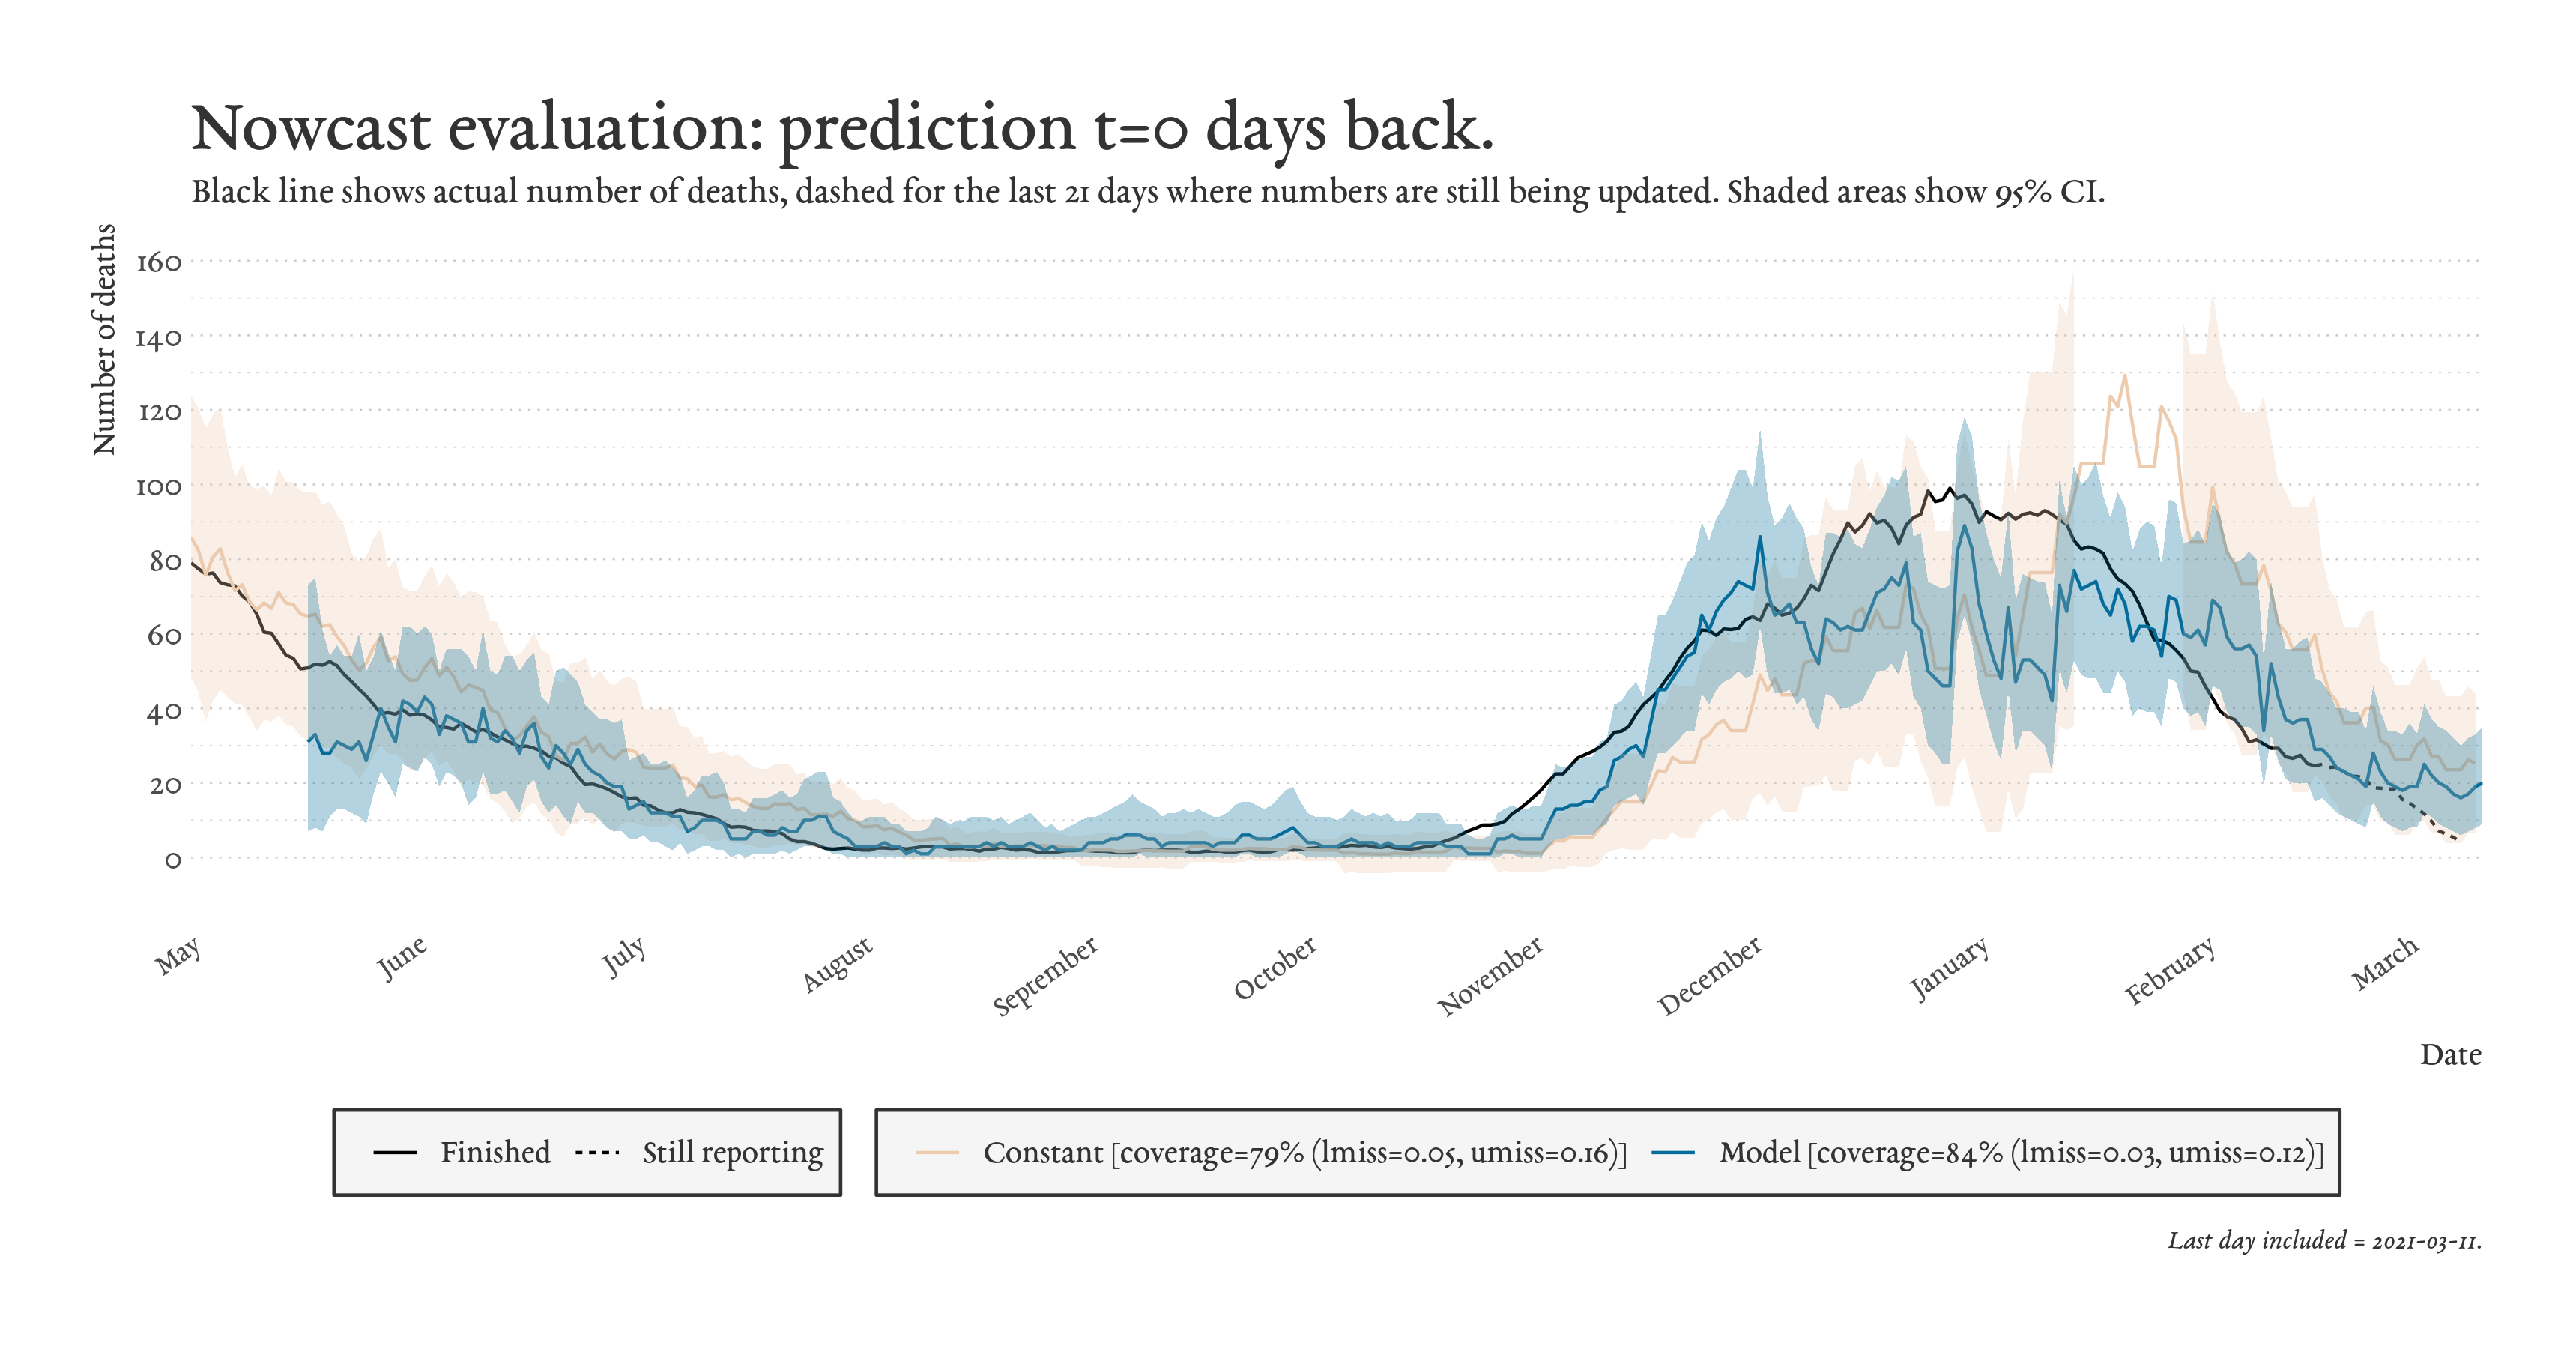 Nowcast evaluation: prediction t=0 days back.
Black line shows actual number of deaths, dashed for the last 21 days where numbers are still being updated. Shaded areas show 95% CI.
Number of deaths
160
140
120
100
80
60
40
20
0
May
June
July
August
September
October
November
December
January
February
March
Date
Finished
Still reporting
Constant [coverage=79% (lmiss=0.05, umiss=0.16)]
Model [coverage=84% (lmiss=0.03, umiss=0.12)]
Last day included = 2021-03-11.